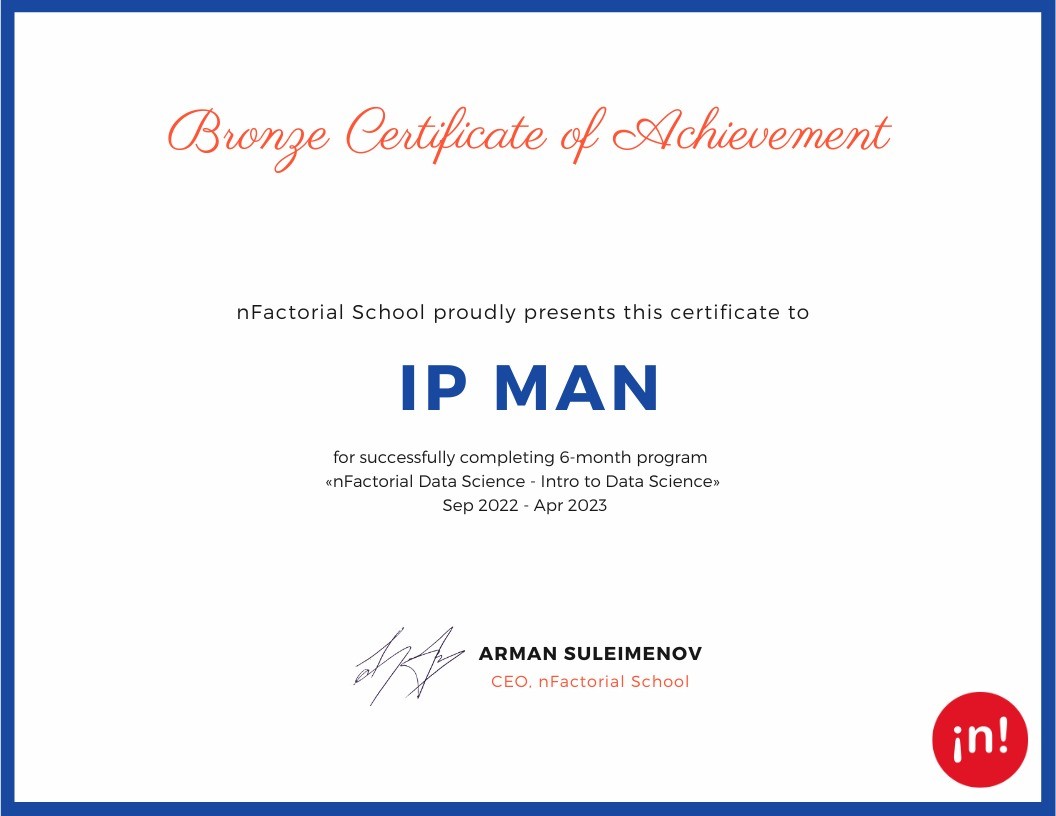 Bronze Certificate of Achievement
nFactorial School proudly presents this certificate to
IP MAN
for successfully completing 6-month program
«nFactorial Data Science - Intro to Data Science»
Sep 2022 - Apr 2023
ARMAN SULEIMENOV
CEO, nFactorial School
¡n!